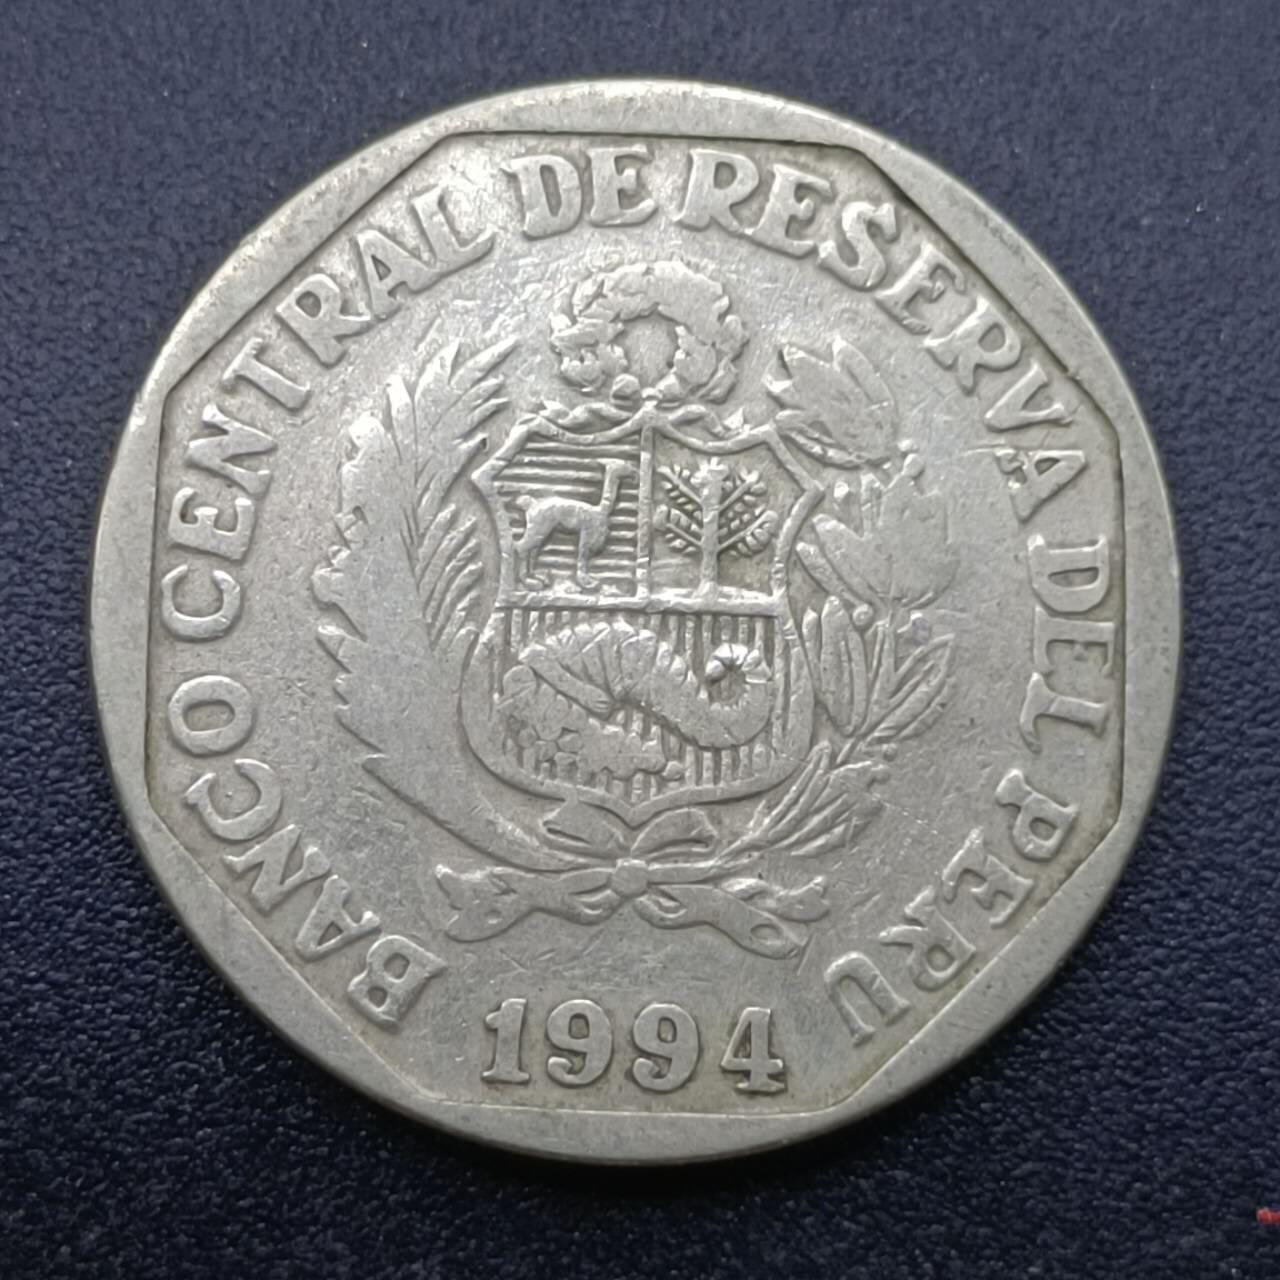 BANCO CENTRAL DE RESERVA DEL PERU
1994